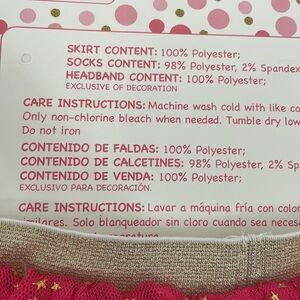 SKIRT CONTENT: 100% Polyester;
SOCKS CONTENT: 98% Polyester, 2% Spandex
HEADBAND CONTENT: 100% Polyester;
EXCLUSIVE OF DECORATION
CARE INSTRUCTIONS: Machine wash cold with like co
Only non-chlorine bleach when needed. Tumble dry low
Do not iron
CONTENIDO DE FALDAS: 100% Polyester;
CONTENIDO DE CALCETINES: 98% Polyester, 2% Sp
CONTENIDO DE VENDA: 100% Polyester;
EXCLUSIVO PARA DECORACIÓN.
CARE INSTRUCTIONS: Lavar a máquina fría con color
imilares. Solo blanqueador sin cloro cuando sea neces